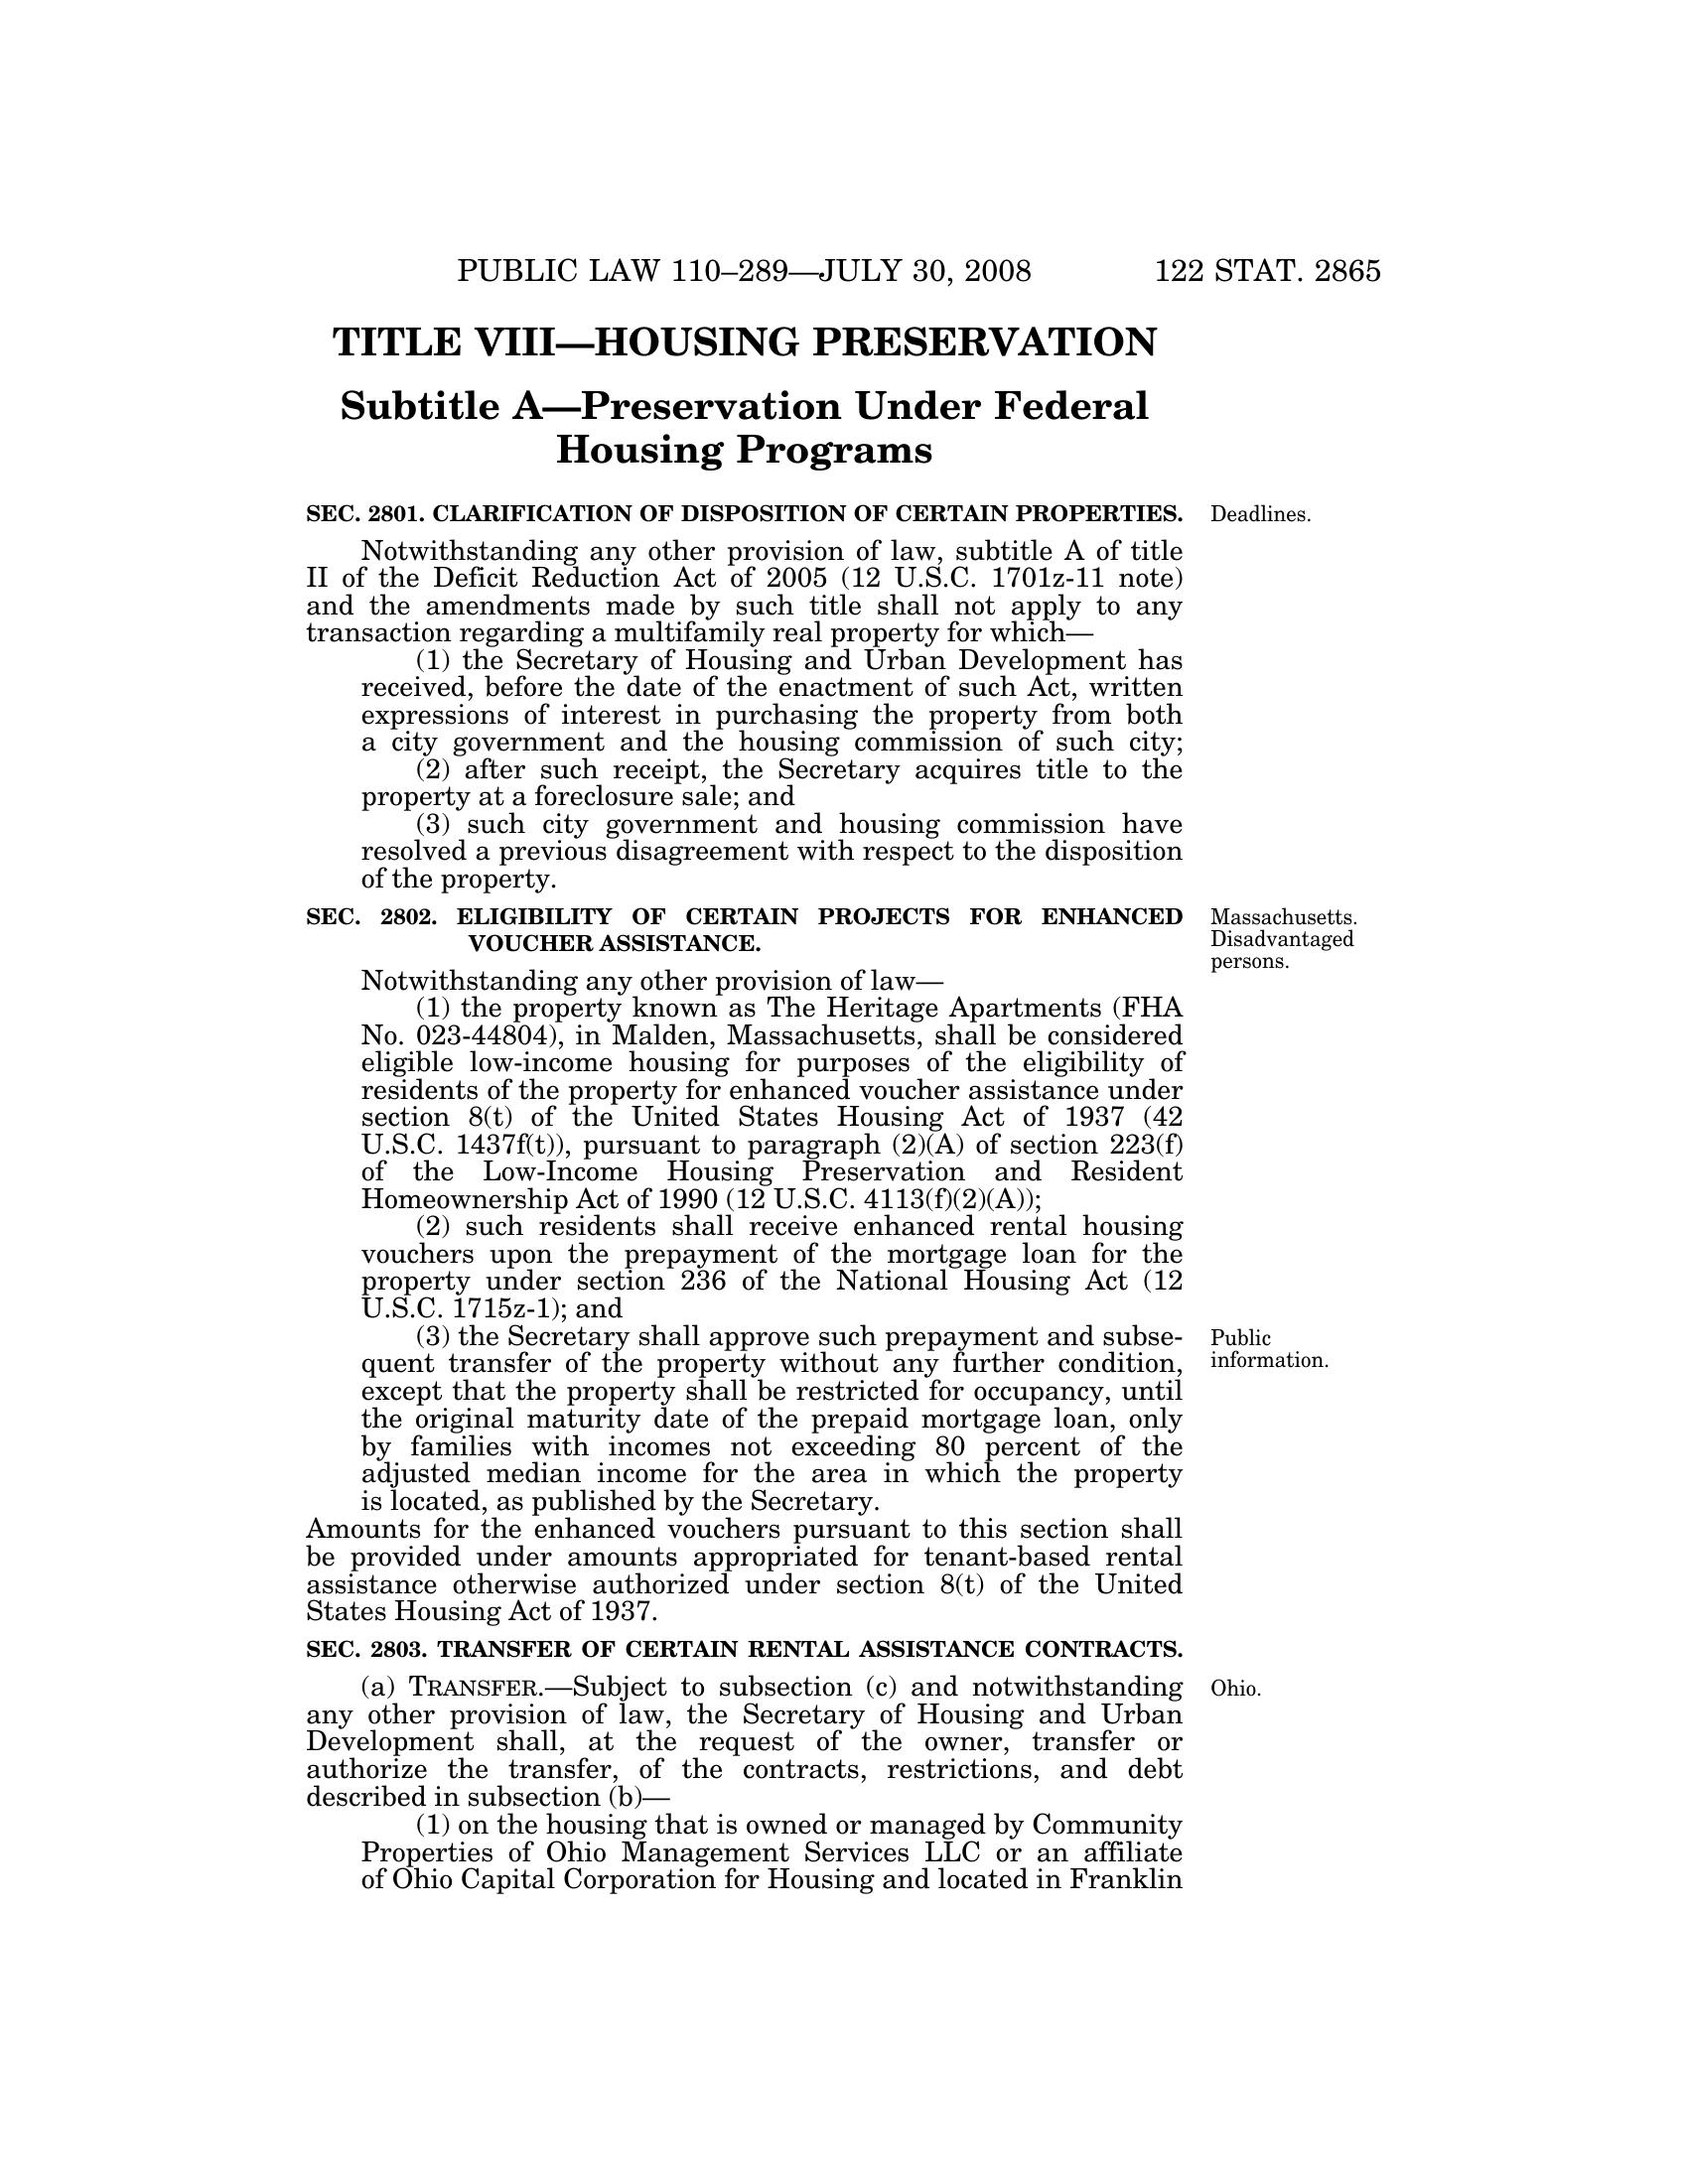 PUBLIC LAW 110–289—JULY 30, 2008 122 STAT. 2865
TITLE VIII—HOUSING PRESERVATION
Subtitle A—Preservation Under Federal
Housing Programs
SEC. 2801. CLARIFICATION OF DISPOSITION OF CERTAIN PROPERTIES.
Deadlines.
Notwithstanding any other provision of law, subtitle A of title
II of the Deficit Reduction Act of 2005 (12 U.S.C. 1701z-11 note)
and the amendments made by such title shall not apply to any
transaction regarding a multifamily real property for which—
(1) the Secretary of Housing and Urban Development has
received, before the date of the enactment of such Act, written
expressions of interest in purchasing the property from both
a city government and the housing commission of such city;
(2) after such receipt, the Secretary acquires title to the
property at a foreclosure sale; and
(3) such city government and housing commission have
resolved a previous disagreement with respect to the disposition
of the property.
SEC. 2802. ELIGIBILITY OF CERTAIN PROJECTS FOR ENHANCED
VOUCHER ASSISTANCE.
Massachusetts.
Disadvantaged
persons.
Notwithstanding any other provision of law—
(1) the property known as The Heritage Apartments (FHA
No. 023-44804), in Malden, Massachusetts, shall be considered
eligible low-income housing for purposes of the eligibility of
residents of the property for enhanced voucher assistance under
section 8(t) of the United States Housing Act of 1937 (42
U.S.C. 1437f(t)), pursuant to paragraph (2)(A) of section 223(f)
of the Low-Income Housing Preservation and Resident
Homeownership Act of 1990 (12 U.S.C. 4113(f)(2)(A));
(2) such residents shall receive enhanced rental housing
vouchers upon the prepayment of the mortgage loan for the
property under section 236 of the National Housing Act (12
U.S.C. 1715z-1); and
(3) the Secretary shall approve such prepayment and subse-
quent transfer of the property without any further condition,
except that the property shall be restricted for occupancy, until
the original maturity date of the prepaid mortgage loan, only
by families with incomes not exceeding 80 percent of the
adjusted median income for the area in which the property
is located, as published by the Secretary.
Public
information.
Amounts for the enhanced vouchers pursuant to this section shall
be provided under amounts appropriated for tenant-based rental
assistance otherwise authorized under section 8(t) of the United
States Housing Act of 1937.
SEC. 2803. TRANSFER OF CERTAIN RENTAL ASSISTANCE CONTRACTS.
(a) TRANSFER.—Subject to subsection (c) and notwithstanding
any other provision of law, the Secretary of Housing and Urban
Development shall, at the request of the owner, transfer or
authorize the transfer, of the contracts, restrictions, and debt
described in subsection (b)—
Ohio.
(1) on the housing that is owned or managed by Community
Properties of Ohio Management Services LLC or an affiliate
of Ohio Capital Corporation for Housing and located in Franklin